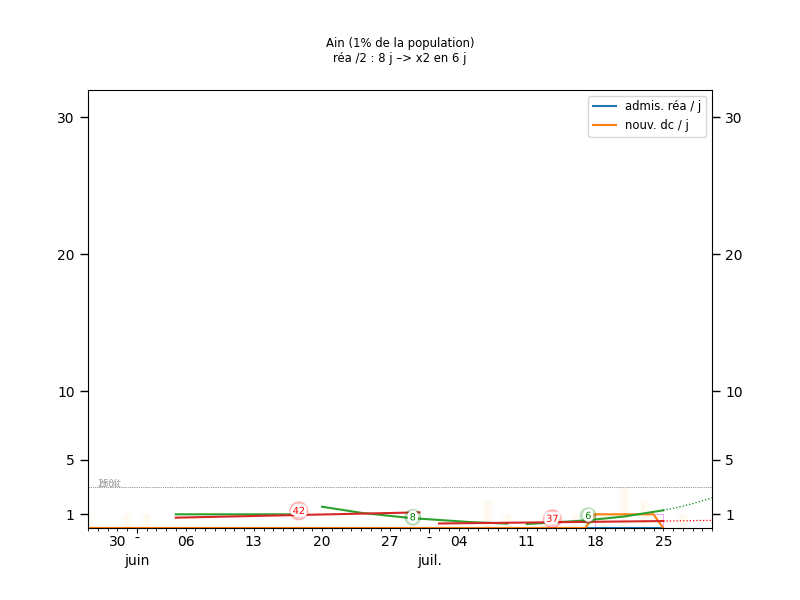 Ain (1% de la population)
réa /2 : 8 j –> x2 en 6 j
admis. réa / j
nouv. dc / j
30 30
20 20
10 10
5 5
1 1
42 8 37 6
30 - 06 13 20 27 - 04 11 18 25
juin juil.